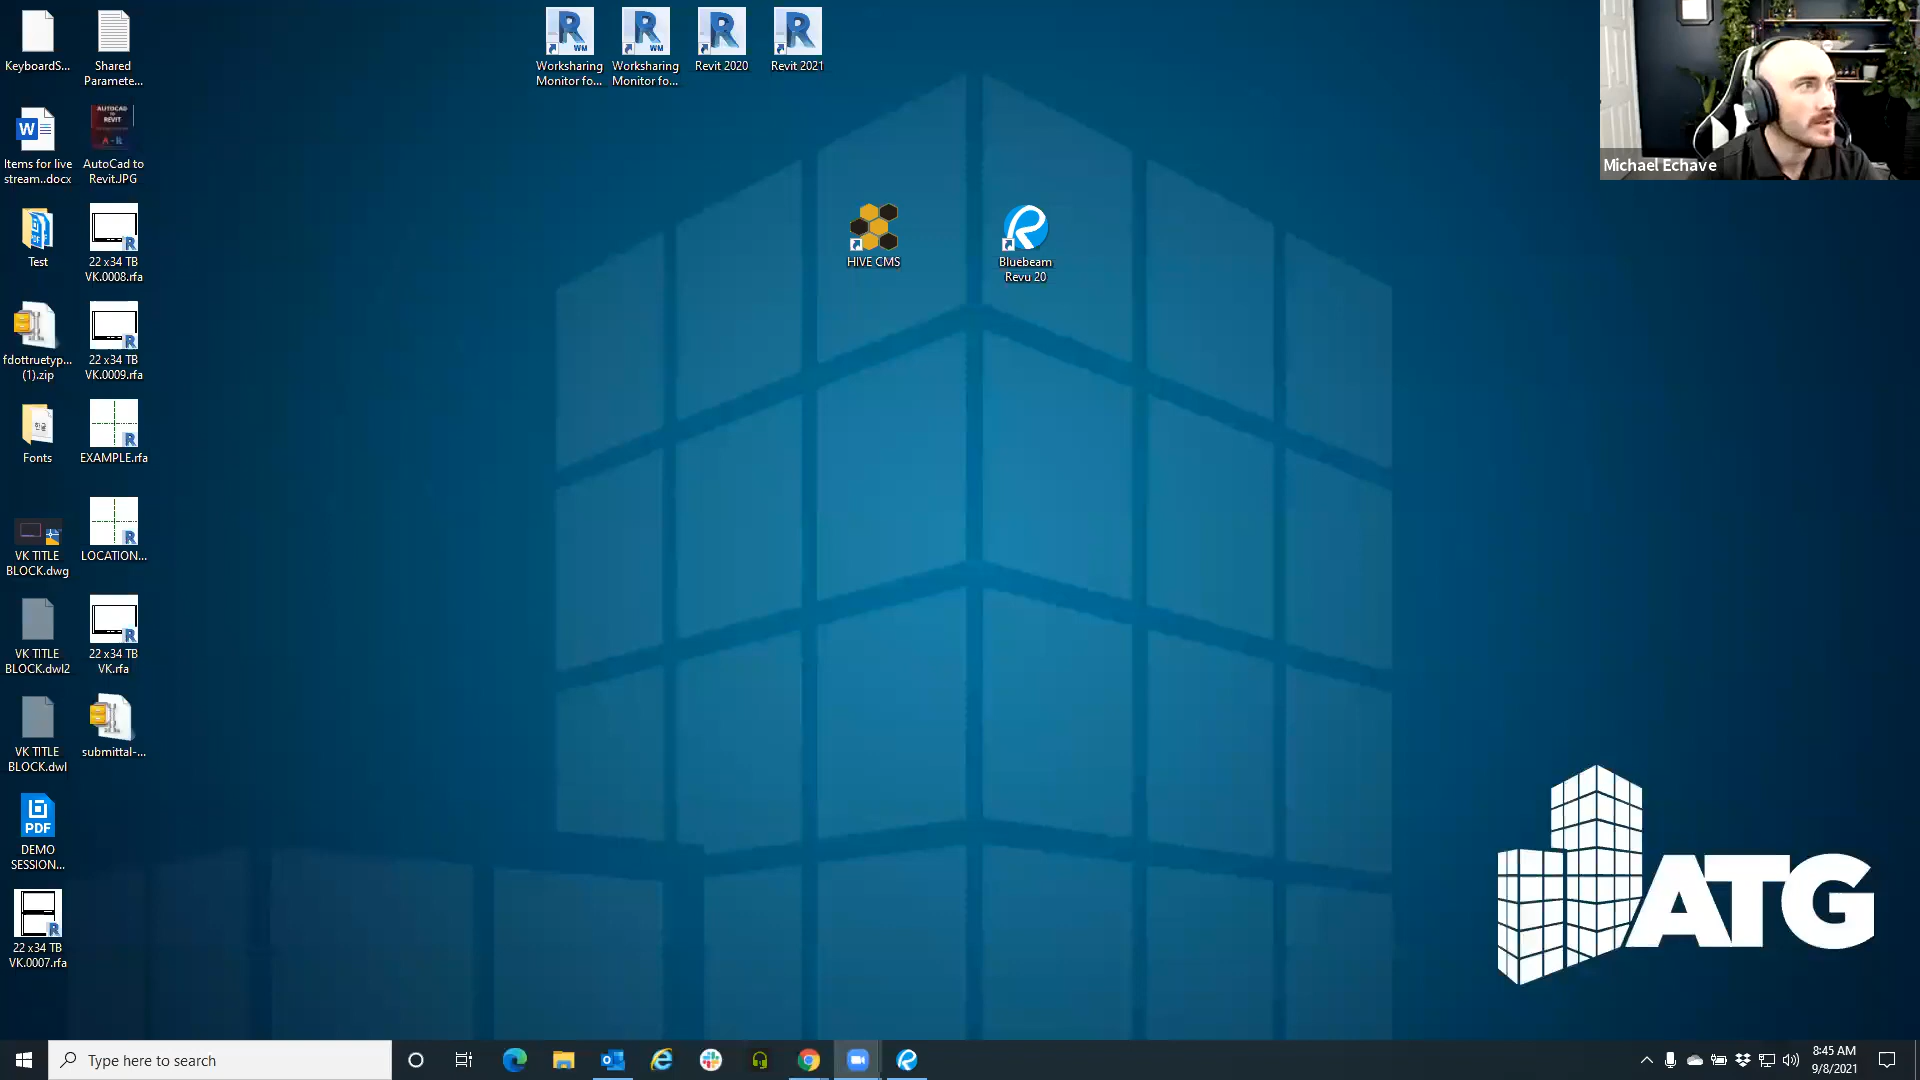 KeyboardS...
Shared
Paramete...
Worksharing
Monitor fo...
Worksharing
Monitor fo...
Revit 2020
Revit 2021
Michael Echave
Items for live
stream..docx
AUTOCAD
TO
REVIT
AutoCad to
Revit.JPG
Test
22 x34 TB
VK.0008.rfa
HIVE CMS
Bluebeam
Revu 20
fdottruetyp...
(1).zip
22 x34 TB
VK.0009.rfa
Fonts
EXAMPLE.rfa
VK TITLE
BLOCK.dwg
LOCATION...
VK TITLE
BLOCK.dwl2
22 x34 TB
VK.rfa
VK TITLE
BLOCK.dwl
submittal-...
PDF
DEMO
SESSION...
22 x34 TB
VK.0007.rfa
ATG
Type here to search
8:45 AM
9/8/2021